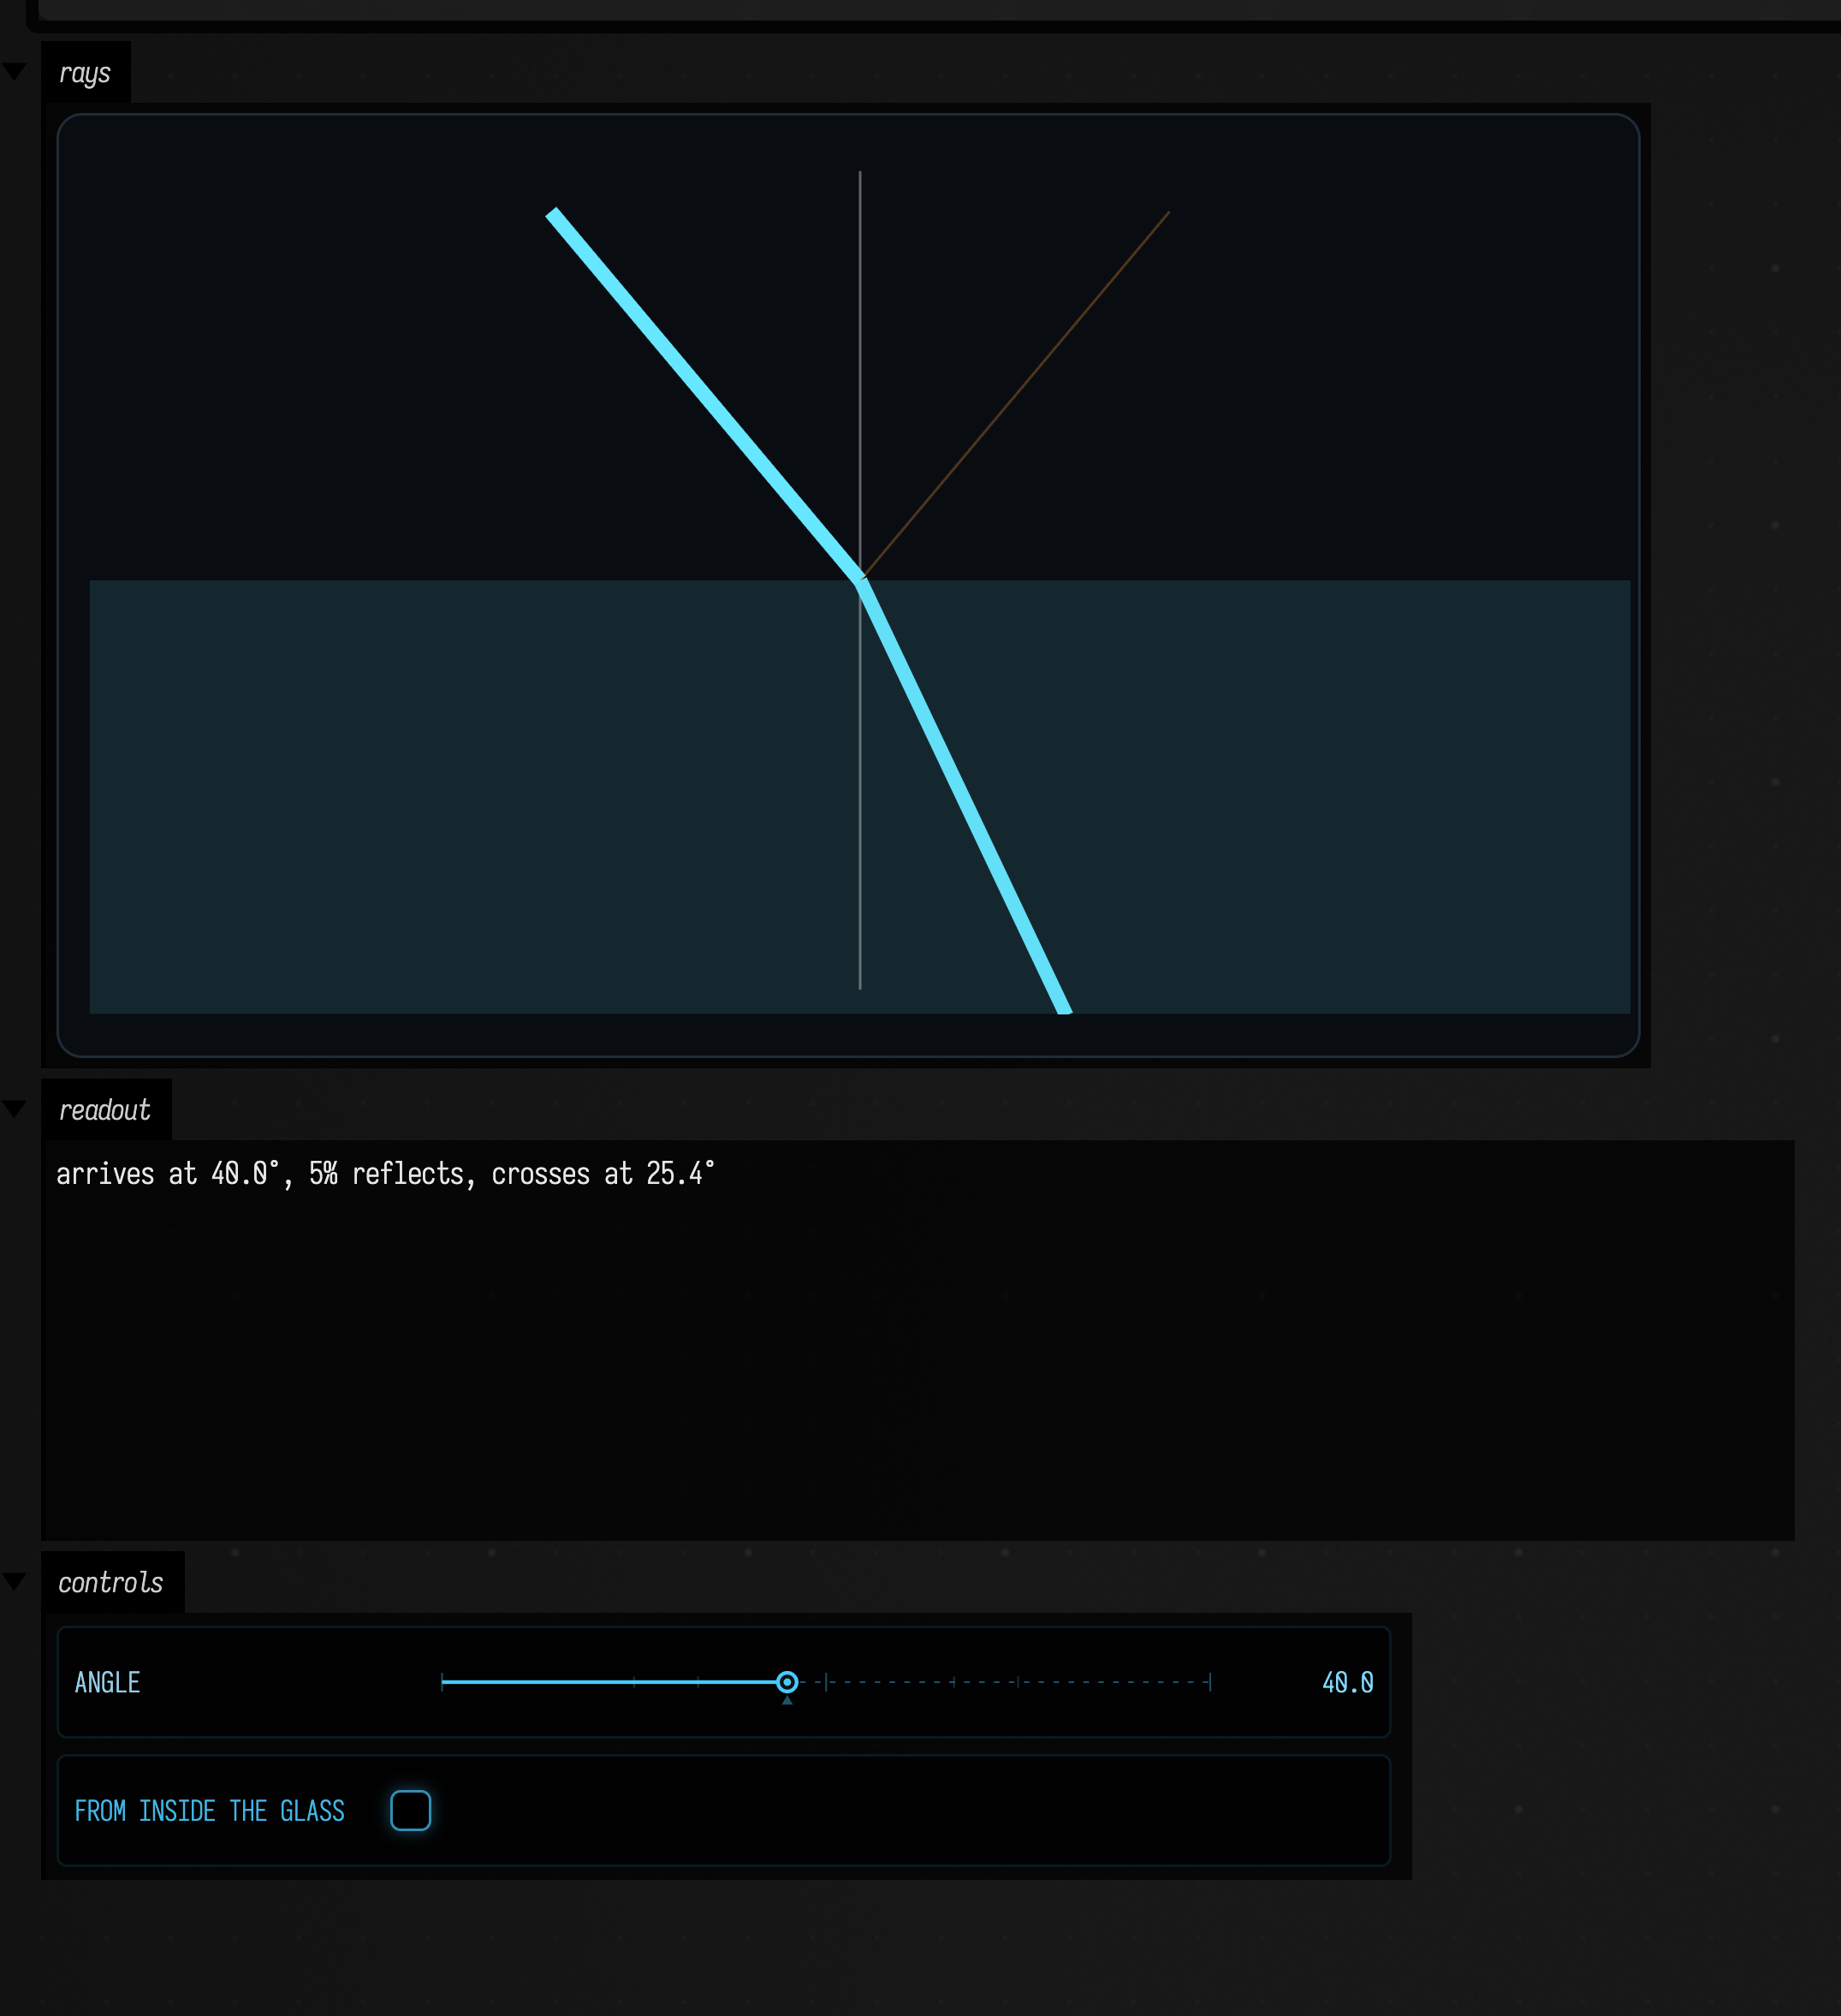 rays
readout
arrives at 40.0°, 5% reflects, crosses at 25.4°
controls
ANGLE 40.0
FROM INSIDE THE GLASS